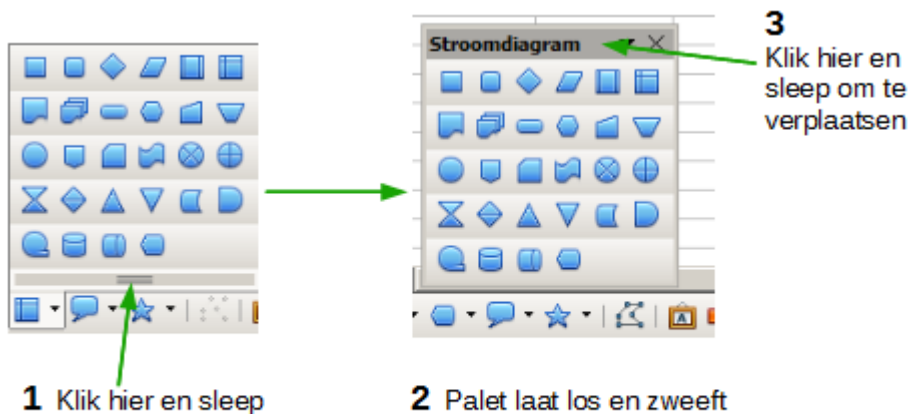 Stroomdiagram
3
Klik hier en
sleep om te
verplaatsen
A
1 Klik hier en sleep
2 Palet laat los en zweeft